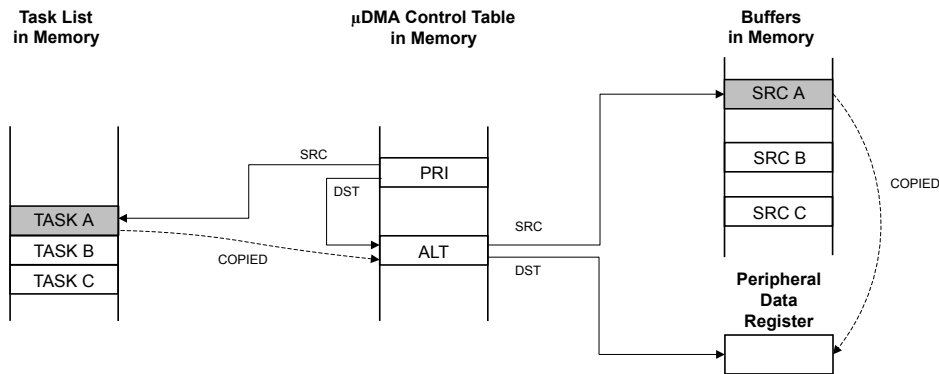 Task List
in Memory
μDMA Control Table
in Memory
Buffers
in Memory
SRC A
SRC
PRI
SRC B
DST
COPIED
TASK A
SRC C
SRC
TASK B
ALT
COPIED
DST
TASK C
Peripheral
Data
Register